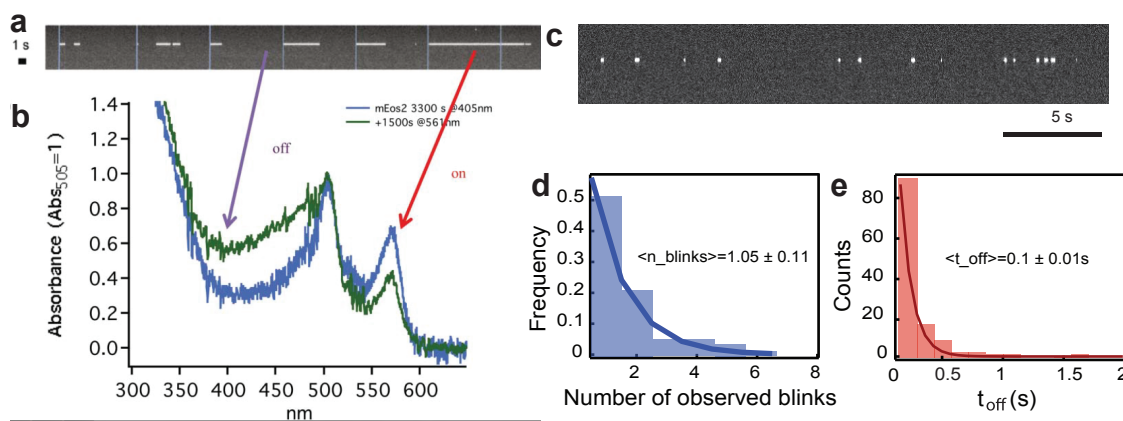 a
1 s
b
1.4
1.2
1.0
0.8
0.6
0.4
0.2
0.0
Absorbance (Abs505=1)
mEos2 3300 s @405nm
+1500s @561nm
off
on
300 350 400 450 500 550 600
nm
c
5 s
d
0.5
0.4
0.3
0.2
0.1
0
Frequency
<n_blinks>=1.05 ± 0.11
2 4 6 8
Number of observed blinks
e
80
60
40
20
0
Counts
<t_off>=0.1 ± 0.01s
0 0.5 1 1.5 2
toff (s)